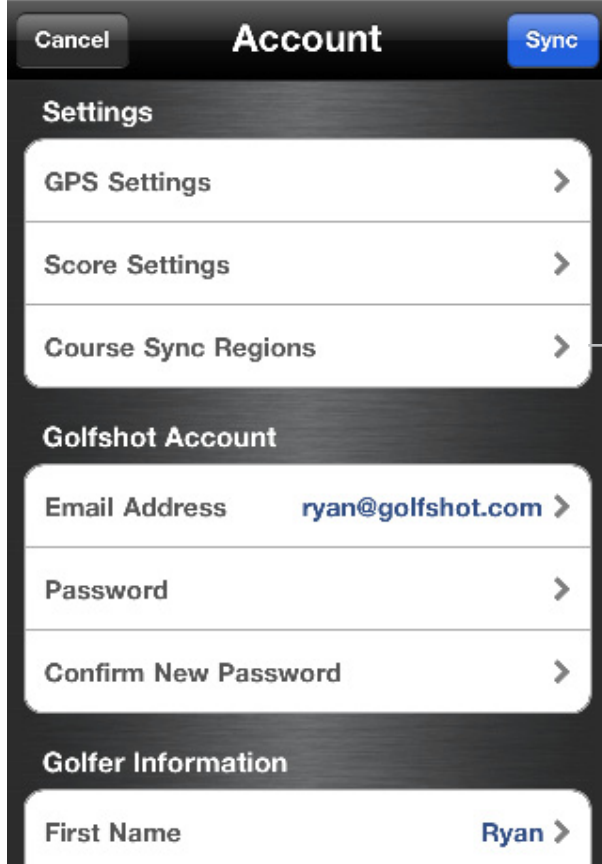 Cancel Account Sync
Settings
GPS Settings
Score Settings
Course Sync Regions
Golfshot Account
Email Address ryan@golfshot.com
Password
Confirm New Password
Golfer Information
First Name Ryan